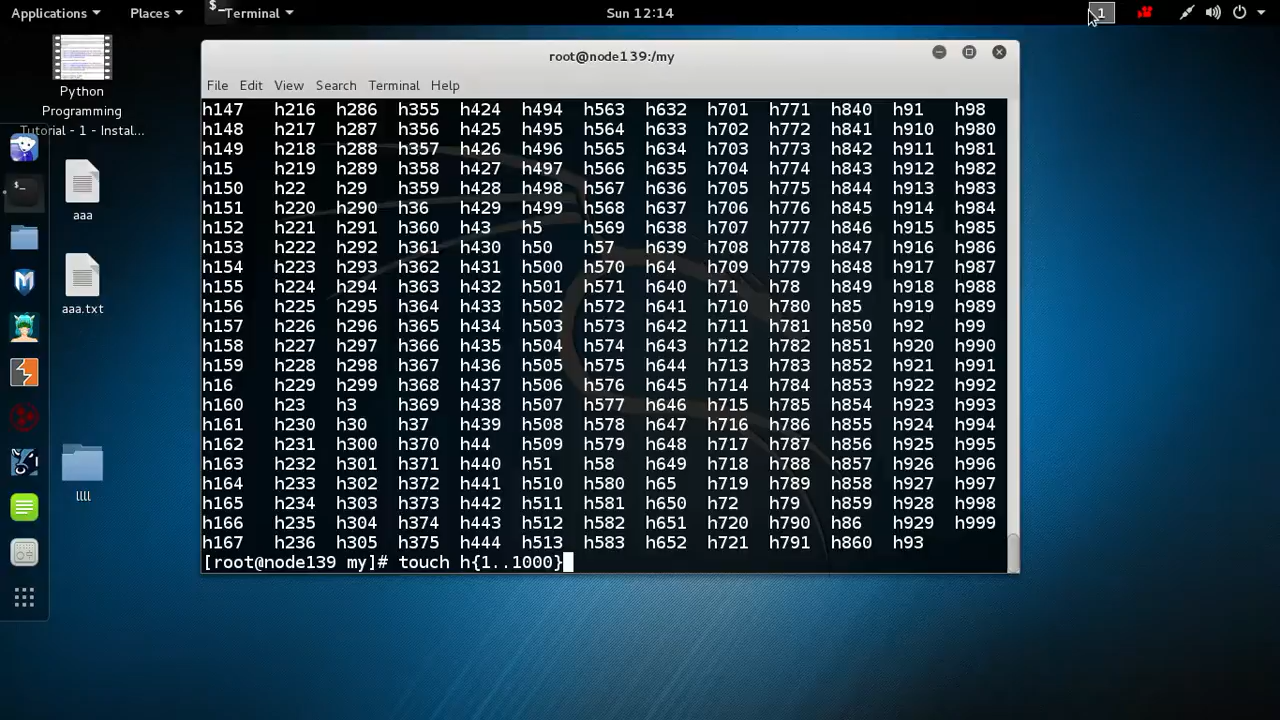 Applications Places Terminal Sun 12:14 1
root@node139:/my
File Edit View Search Terminal Help
Python
Programming
Tutorial - 1 - Instal...
aaa
aaa.txt
llll
h147 h216 h286 h355 h424 h494 h563 h632 h701 h771 h840 h91 h98
h148 h217 h287 h356 h425 h495 h564 h633 h702 h772 h841 h910 h980
h149 h218 h288 h357 h426 h496 h565 h634 h703 h773 h842 h911 h981
h15 h219 h289 h358 h427 h497 h566 h635 h704 h774 h843 h912 h982
h150 h22 h29 h359 h428 h498 h567 h636 h705 h775 h844 h913 h983
h151 h220 h290 h36 h429 h499 h568 h637 h706 h776 h845 h914 h984
h152 h221 h291 h360 h43 h5 h569 h638 h707 h777 h846 h915 h985
h153 h222 h292 h361 h430 h50 h57 h639 h708 h778 h847 h916 h986
h154 h223 h293 h362 h431 h500 h570 h64 h709 h779 h848 h917 h987
h155 h224 h294 h363 h432 h501 h571 h640 h71 h78 h849 h918 h988
h156 h225 h295 h364 h433 h502 h572 h641 h710 h780 h85 h919 h989
h157 h226 h296 h365 h434 h503 h573 h642 h711 h781 h850 h92 h99
h158 h227 h297 h366 h435 h504 h574 h643 h712 h782 h851 h920 h990
h159 h228 h298 h367 h436 h505 h575 h644 h713 h783 h852 h921 h991
h16 h229 h299 h368 h437 h506 h576 h645 h714 h784 h853 h922 h992
h160 h23 h3 h369 h438 h507 h577 h646 h715 h785 h854 h923 h993
h161 h230 h30 h37 h439 h508 h578 h647 h716 h786 h855 h924 h994
h162 h231 h300 h370 h44 h509 h579 h648 h717 h787 h856 h925 h995
h163 h232 h301 h371 h440 h51 h58 h649 h718 h788 h857 h926 h996
h164 h233 h302 h372 h441 h510 h580 h65 h719 h789 h858 h927 h997
h165 h234 h303 h373 h442 h511 h581 h650 h72 h79 h859 h928 h998
h166 h235 h304 h374 h443 h512 h582 h651 h720 h790 h86 h929 h999
h167 h236 h305 h375 h444 h513 h583 h652 h721 h791 h860 h93
[root@node139 my]# touch h{1..1000}